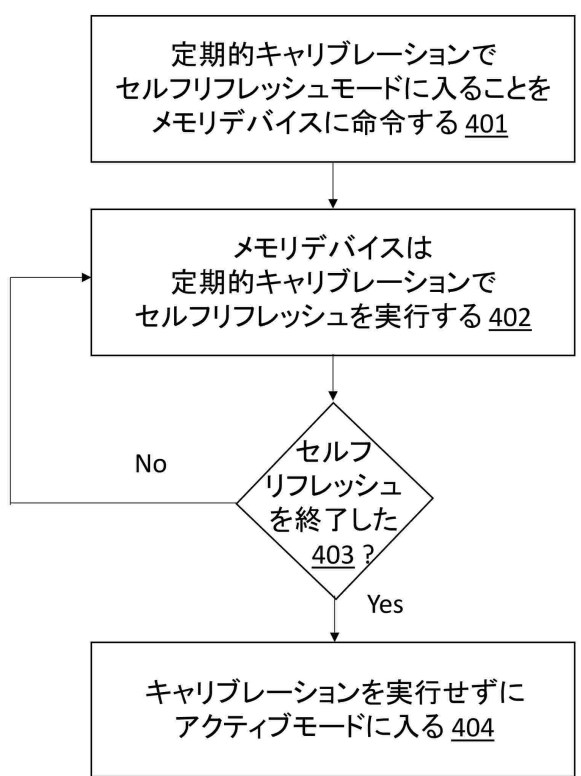 定期的キャリブレーションで
セルフリフレッシュモードに入ることを
メモリデバイスに命令する 401
メモリデバイスは
定期的キャリブレーションで
セルフリフレッシュを実行する 402
No
セルフ
リフレッシュ
を終了した
403 ?
Yes
キャリブレーションを実行せずに
アクティブモードに入る 404